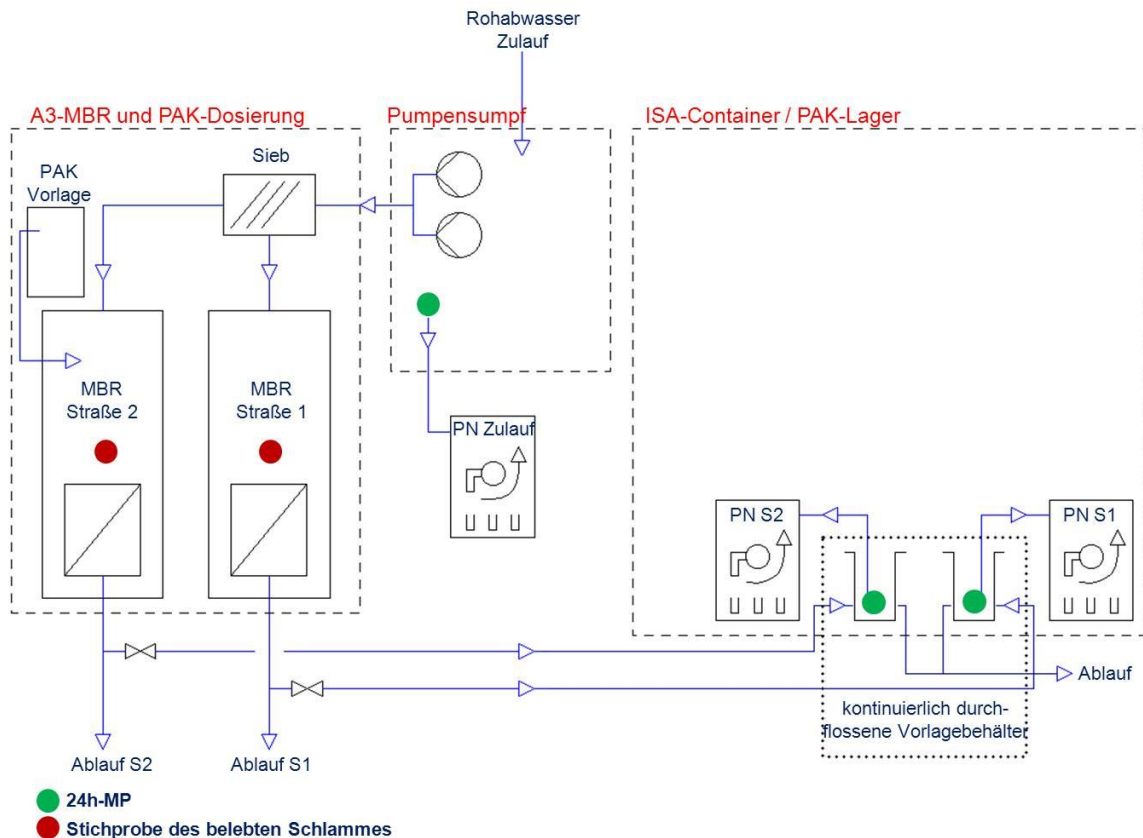 Rohabwasser
Zulauf
A3-MBR und PAK-Dosierung
Pumpensumpf
ISA-Container / PAK-Lager
PAK
Vorlage
Sieb
MBR
Straße 2
MBR
Straße 1
PN Zulauf
PN S2
PN S1
Ablauf
kontinuierlich durch-
flossene Vorlagebehälter
Ablauf S2
Ablauf S1
24h-MP
Stichprobe des belebten Schlammes